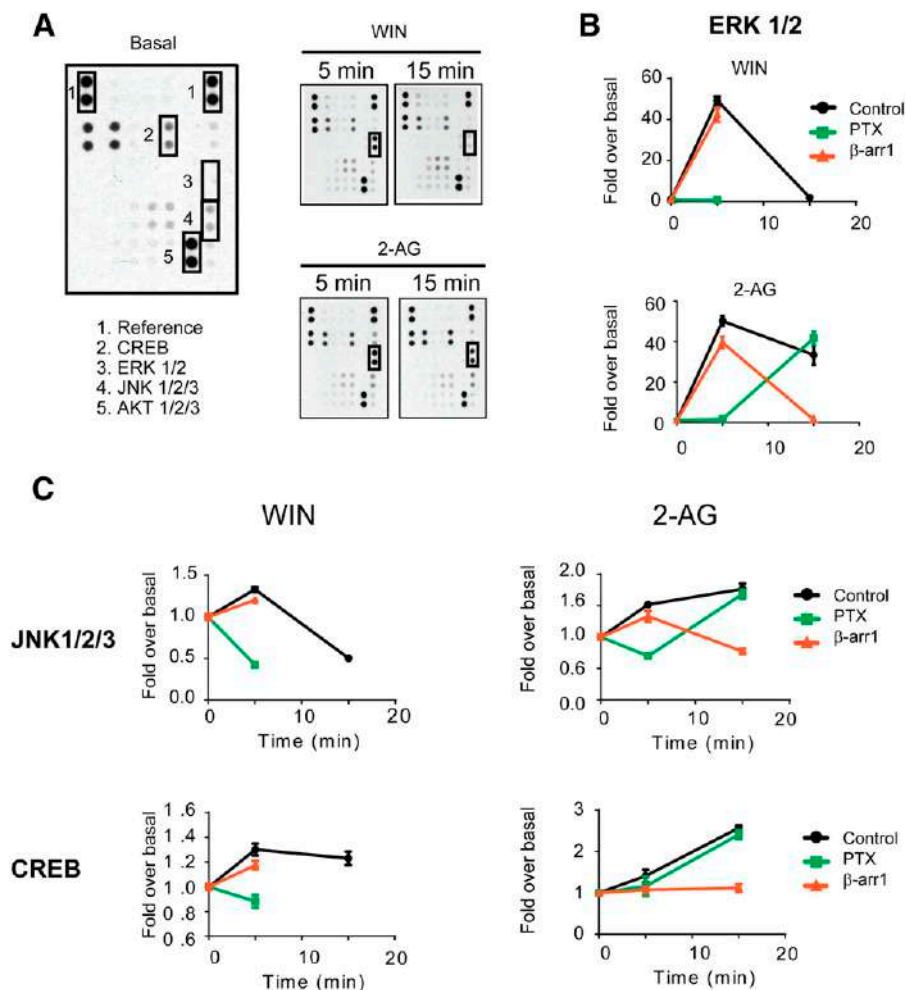 A
Basal
1
1
2
3
4
5
1. Reference
2. CREB
3. ERK 1/2
4. JNK 1/2/3
5. AKT 1/2/3
WIN
5 min
15 min
2-AG
5 min
15 min
B
ERK 1/2
WIN
Fold over basal
60
40
20
0
0
10
20
Control
PTX
β-arr1
2-AG
Fold over basal
60
40
20
0
0
10
20
Time (min)
C
WIN
2-AG
JNK1/2/3
Fold over basal
1.5
1.0
0.5
0.0
0
10
20
Time (min)
Fold over basal
2.0
1.6
1.0
0.6
0.0
0
10
20
Time (min)
Control
PTX
β-arr1
CREB
Fold over basal
1 .6
1.4
1.2
1.0
0.8
0 .6
0
10
20
Time (min)
Fold over basal
3
2
1
0
0
10
20
Time (min)
Control
PTX
β-arr1